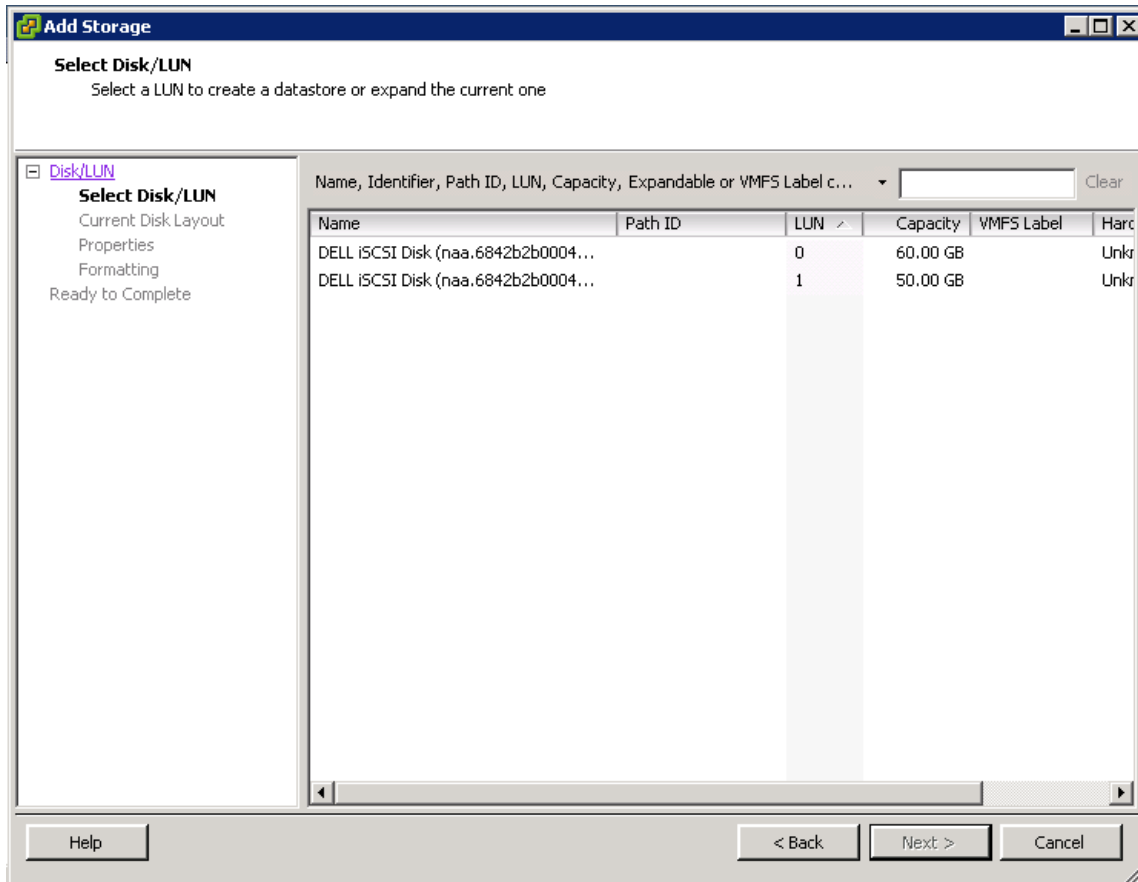 Add Storage
Select Disk/LUN
Select a LUN to create a datastore or expand the current one
Disk/LUN
Select Disk/LUN
Current Disk Layout
Properties
Formatting
Ready to Complete
Name, Identifier, Path ID, LUN, Capacity, Expandable or VMFS Label c... Clear
Name Path ID LUN Capacity VMFS Label Hard
DELL iSCSI Disk (naa.6842b2b0004... 0 60.00 GB Unkr
DELL iSCSI Disk (naa.6842b2b0004... 1 50.00 GB Unkr
Help < Back Next > Cancel